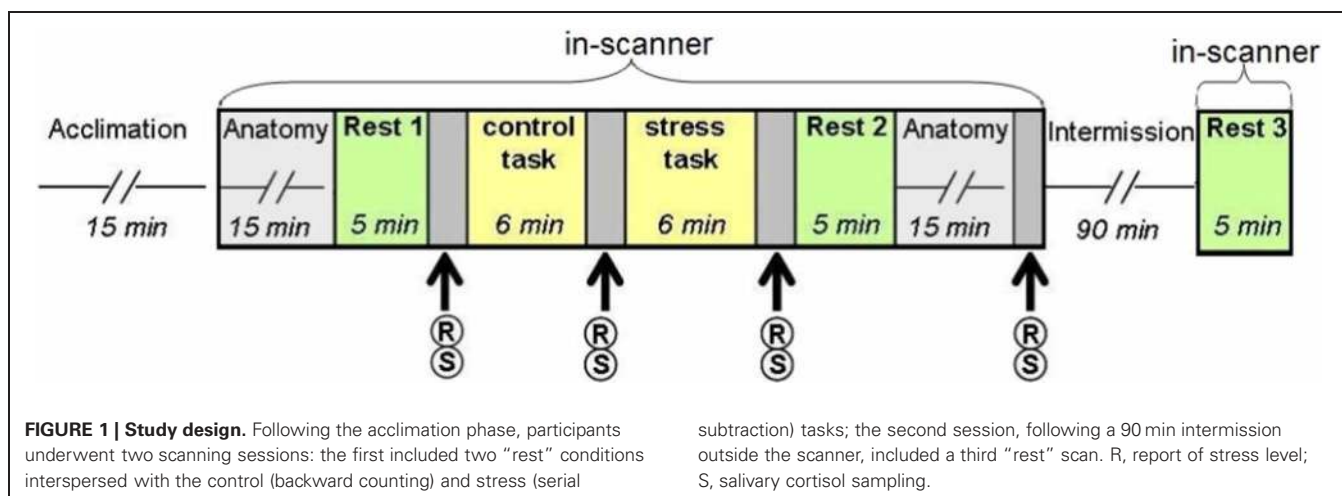 in-scanner
in-scanner
Acclimation
Anatomy
Rest 1
control
task
stress
task
Rest 2
Anatomy
Intermission
Rest 3
15 min
15 min
5 min
6 min
6 min
5 min
15 min
90 min
5 min
R
S
R
S
R
S
R
S
FIGURE 1 | Study design. Following the acclimation phase, participants
underwent two scanning sessions: the first included two “rest” conditions
interspersed with the control (backward counting) and stress (serial
subtraction) tasks; the second session, following a 90 min intermission
outside the scanner, included a third “rest” scan. R, report of stress level;
S, salivary cortisol sampling.